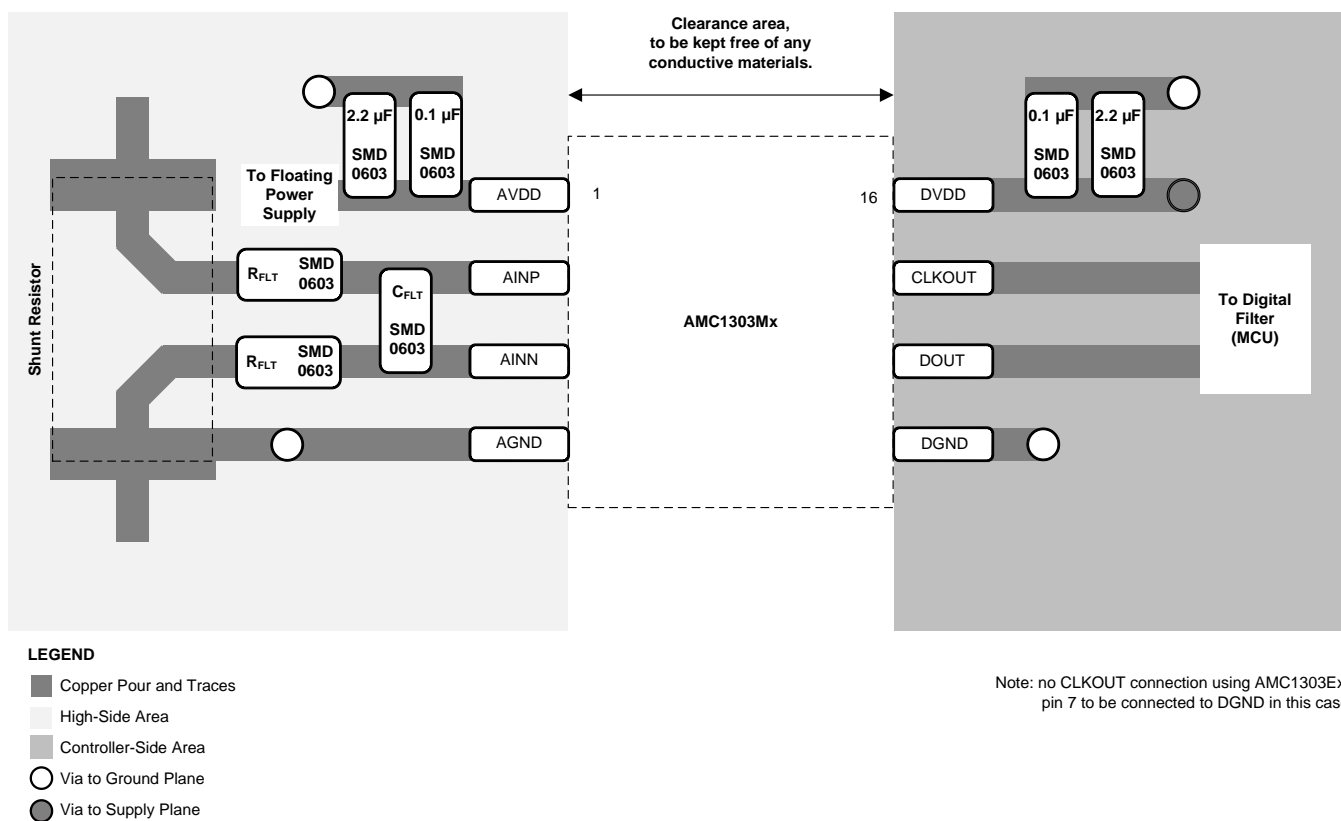 Clearance area,
to be kept free of any
conductive materials.
2.2 µF
SMD
0603
0.1 µF
SMD
0603
0.1 µF
SMD
0603
2.2 µF
SMD
0603
To Floating
Power
Supply
AVDD
1
16
DVDD
Shunt Resistor
RFLT
SMD
0603
CFLT
SMD
0603
AINP
CLKOUT
AMC1303Mx
To Digital
Filter
(MCU)
RFLT
SMD
0603
AINN
DOUT
AGND
DGND
LEGEND
Copper Pour and Traces
High-Side Area
Controller-Side Area
Via to Ground Plane
Via to Supply Plane
Note: no CLKOUT connection using AMC1303Ex
pin 7 to be connected to DGND in this cas